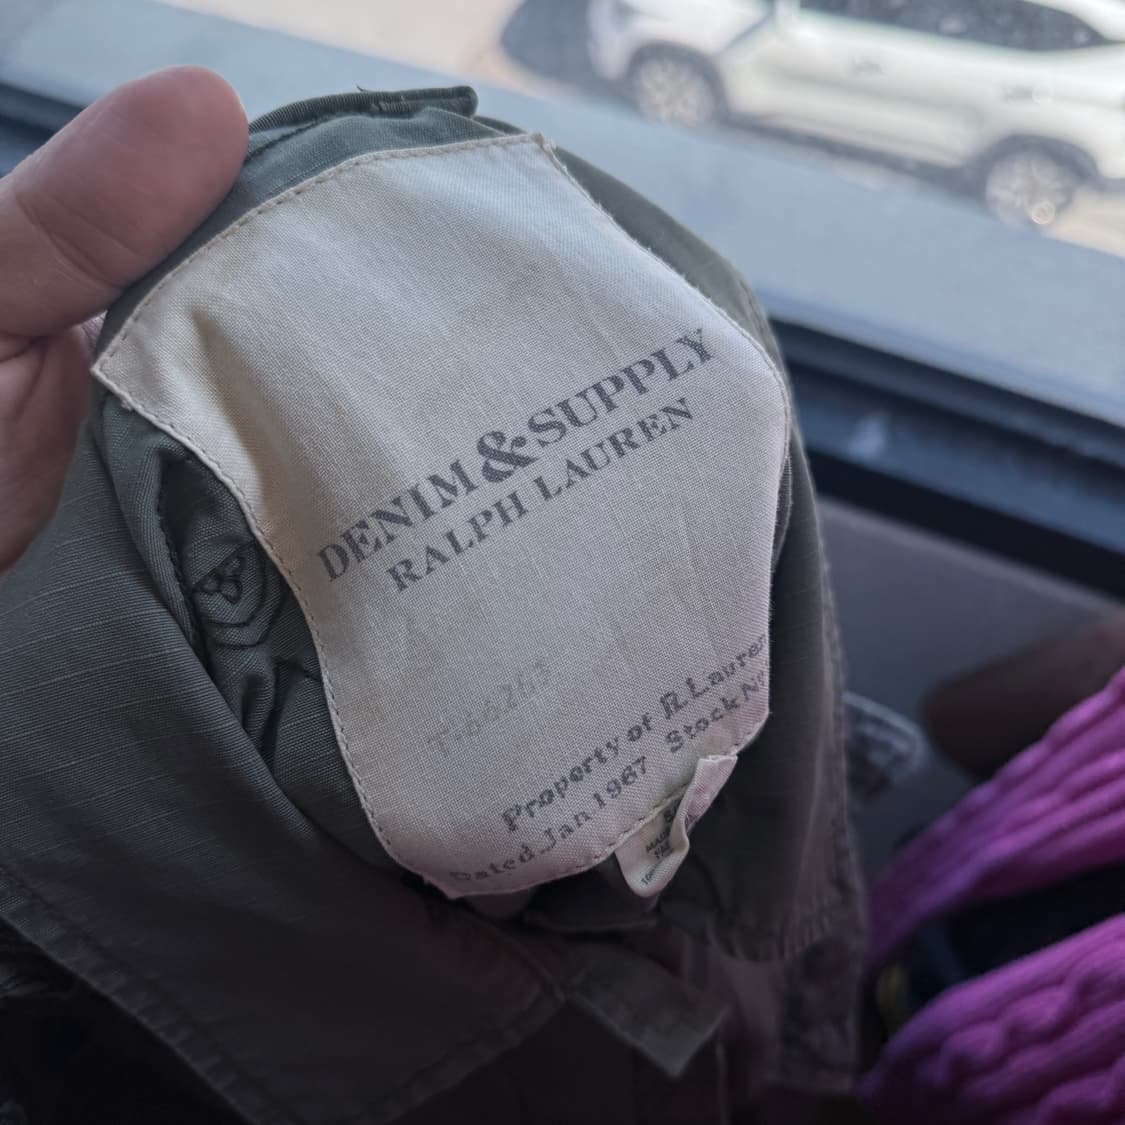 DENIM&SUPPLY
RALPH LAUREN
Property of R.Lauren
Dated Jan 1967 Stock Nº